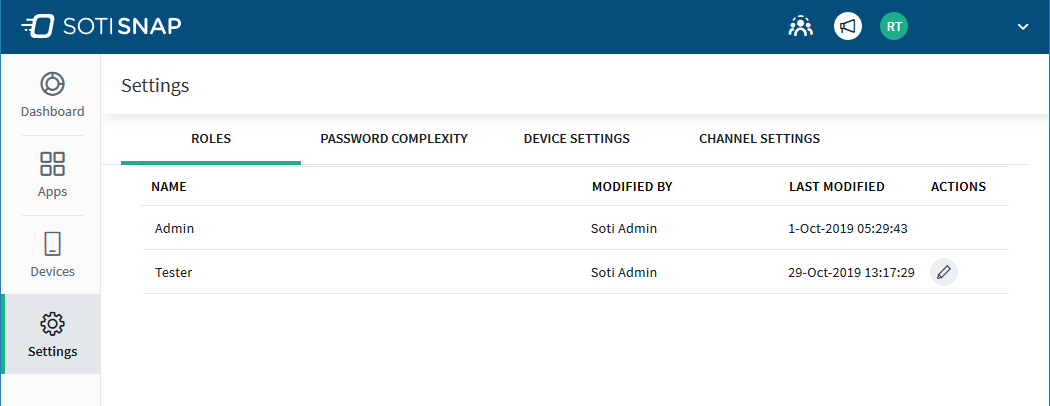 SOTI SNAP
RT
Dashboard
Apps
Devices
Settings
Settings
ROLES PASSWORD COMPLEXITY DEVICE SETTINGS CHANNEL SETTINGS
NAME MODIFIED BY LAST MODIFIED ACTIONS
Admin Soti Admin 1-Oct-2019 05:29:43
Tester Soti Admin 29-Oct-2019 13:17:29